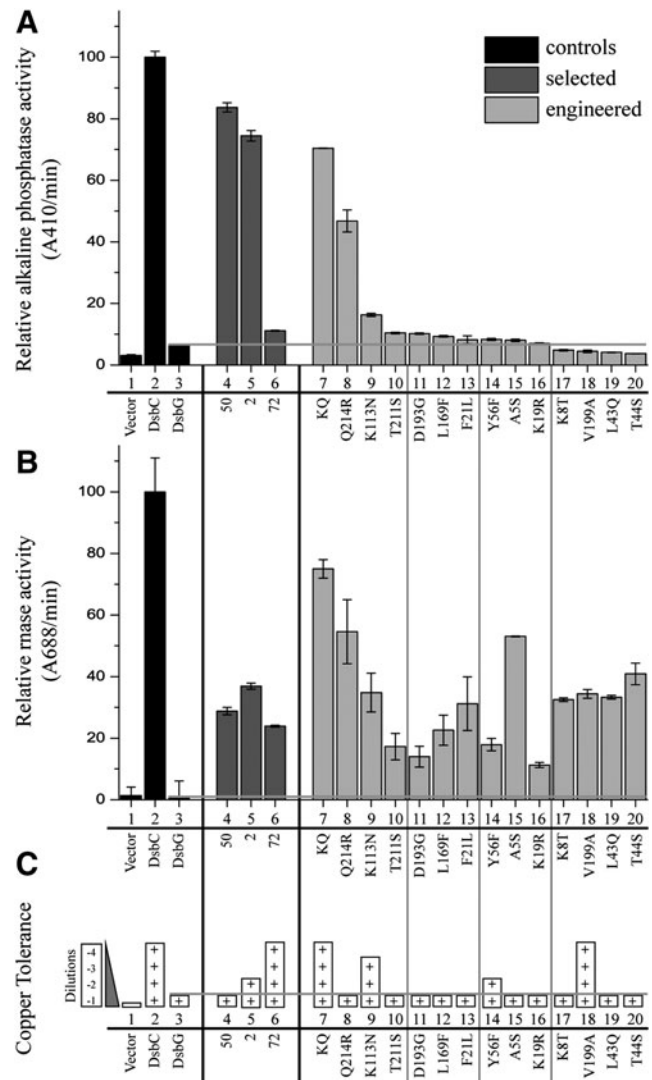 A
controls
selected
engineered
Relative alkaline phosphatase activity
(A410/min)
100
80
60
40
20
0
1 2 3 4 5 6 7 8 9 10 11 12 13 14 15 16 17 18 19 20
Vector DsbC DsbG 50 2 72 KQ Q214R K113N T211S D193G L169F F21L Y56F A5S K19R K8T V199A L43Q T44S
B
Relative rnase activity
(A688/min)
100
80
60
40
20
0
1 2 3 4 5 6 7 8 9 10 11 12 13 14 15 16 17 18 19 20
Vector DsbC DsbG 50 2 72 KQ Q214R K113N T211S D193G L169F F21L Y56F A5S K19R K8T V199A L43Q T44S
C
Copper Tolerance
Dilutions
-4 + + + +
-3 + + + + +
-2 + + + + + + +
-1 + + + + + + + + + + + + + + + + + + +
1 2 3 4 5 6 7 8 9 10 11 12 13 14 15 16 17 18 19 20
Vector DsbC DsbG 50 2 72 KQ Q214R K113N T211S D193G L169F F21L Y56F A5S K19R K8T V199A L43Q T44S